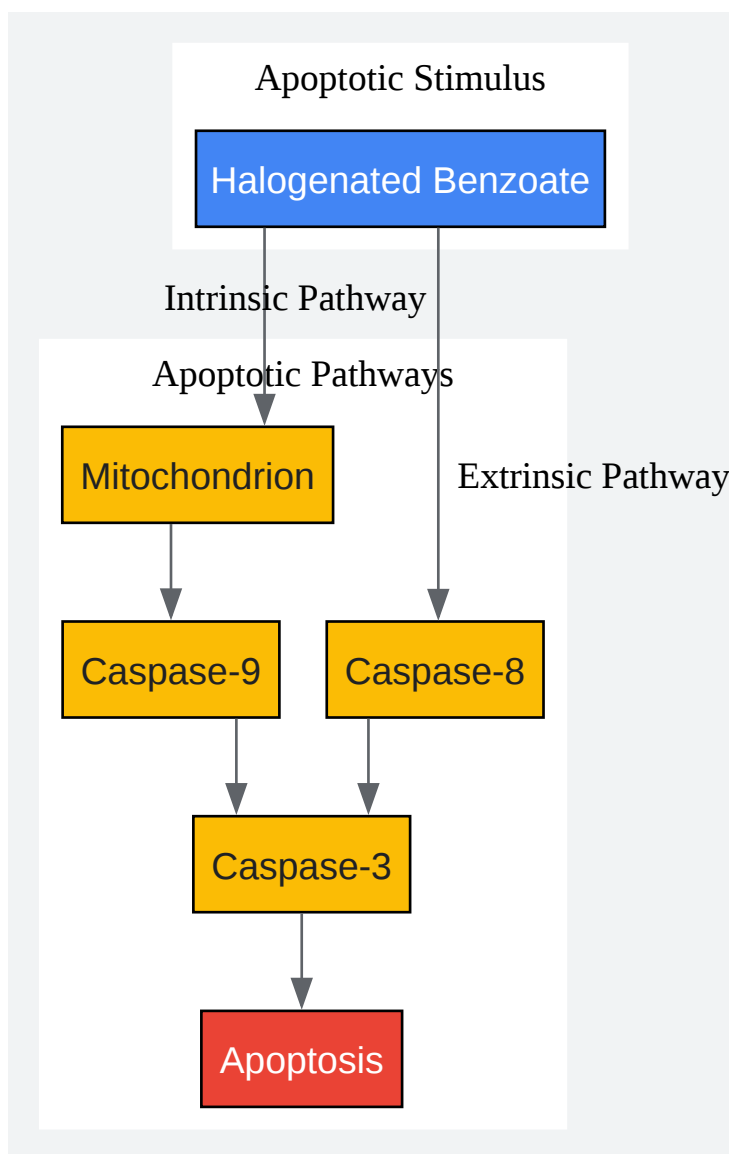 Apoptotic Stimulus
Halogenated Benzoate
Intrinsic Pathway
Apoptotic Pathways
Mitochondrion
Extrinsic Pathway
Caspase-9
Caspase-8
Caspase-3
Apoptosis